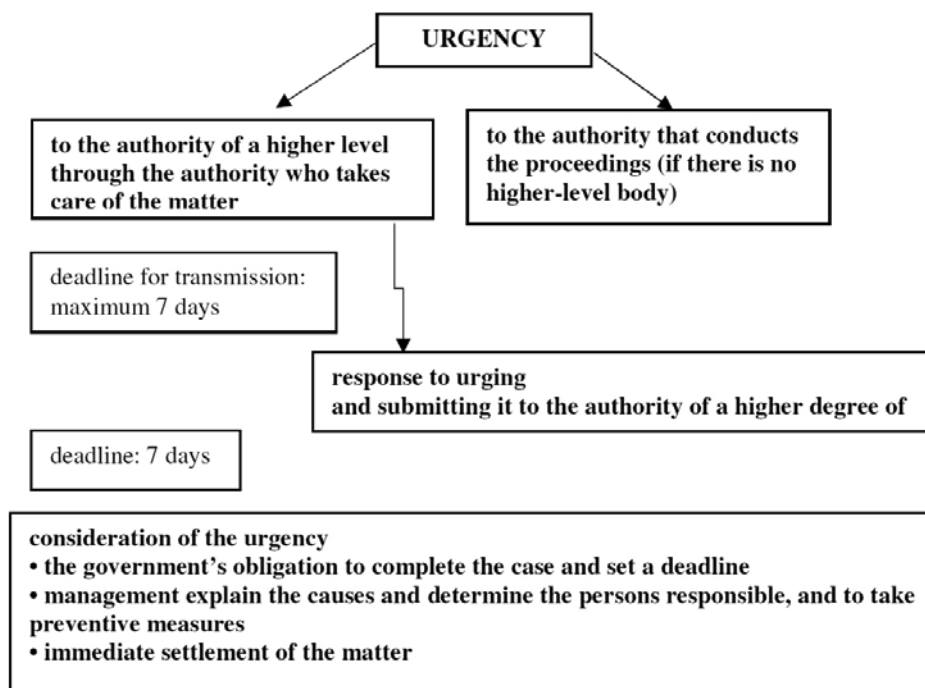 URGENCY
to the authority of a higher level
through the authority who takes
care of the matter
to the authority that conducts
the proceedings (if there is no
higher-level body)
deadline for transmission:
maximum 7 days
response to urging
and submitting it to the authority of a higher degree of
deadline: 7 days
consideration of the urgency
• the government’s obligation to complete the case and set a deadline
• management explain the causes and determine the persons responsible, and to take
preventive measures
• immediate settlement of the matter